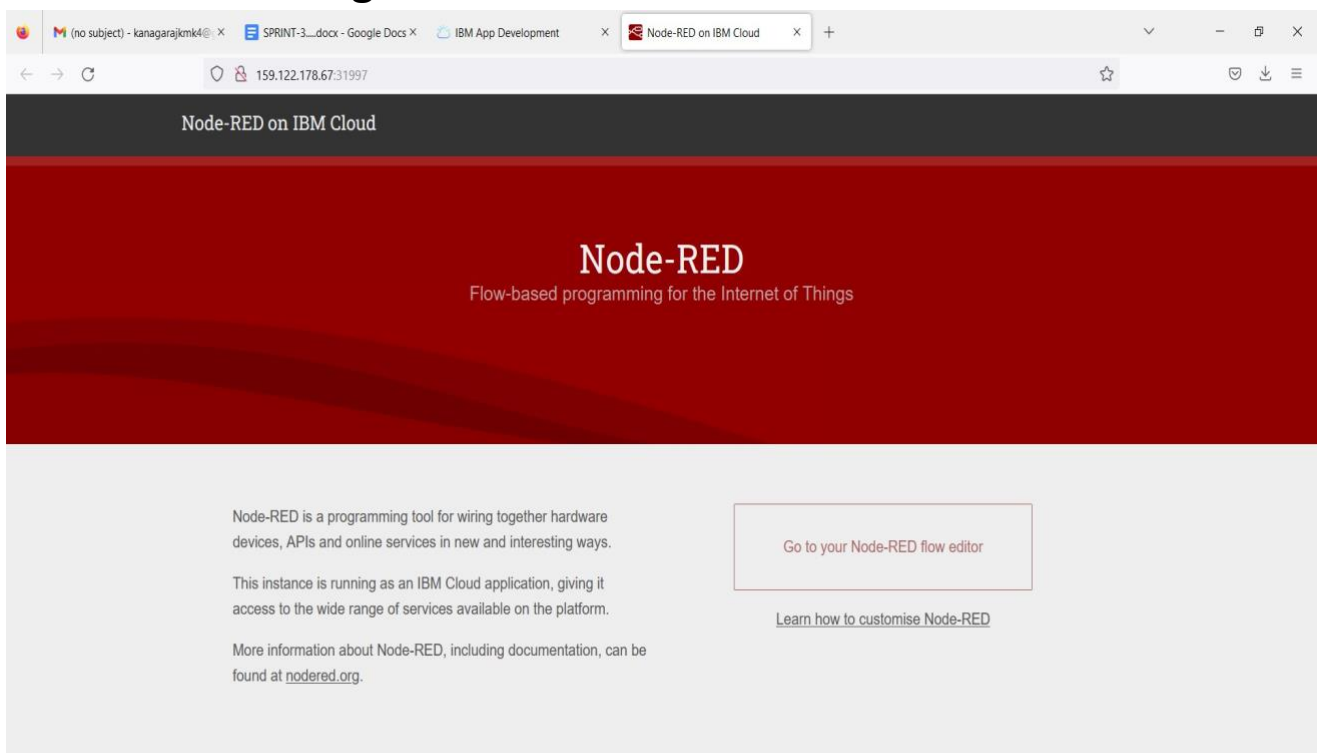 (no subject) - kanagarajkmk4@
SPRINT-3__.docx - Google Docs
IBM App Development
Node-RED on IBM Cloud
159.122.178.67:31997
Node-RED on IBM Cloud
Node-RED
Flow-based programming for the Internet of Things
Node-RED is a programming tool for wiring together hardware
devices, APIs and online services in new and interesting ways.
This instance is running as an IBM Cloud application, giving it
access to the wide range of services available on the platform.
More information about Node-RED, including documentation, can be
found at nodered.org.
Go to your Node-RED flow editor
Learn how to customise Node-RED